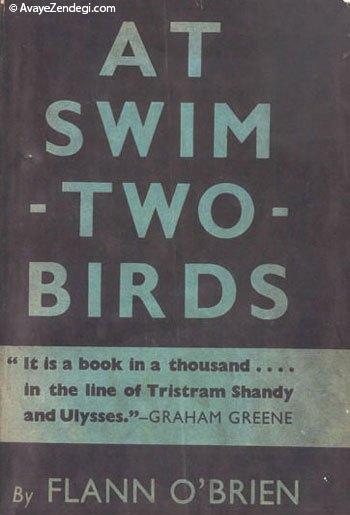 © AvayeZendegi.com
AT
SWIM
-TWO-
BIRDS
“It is a book in a thousand ....
in the line of Tristram Shandy
and Ulysses.”–GRAHAM GREENE
By FLANN O’BRIEN